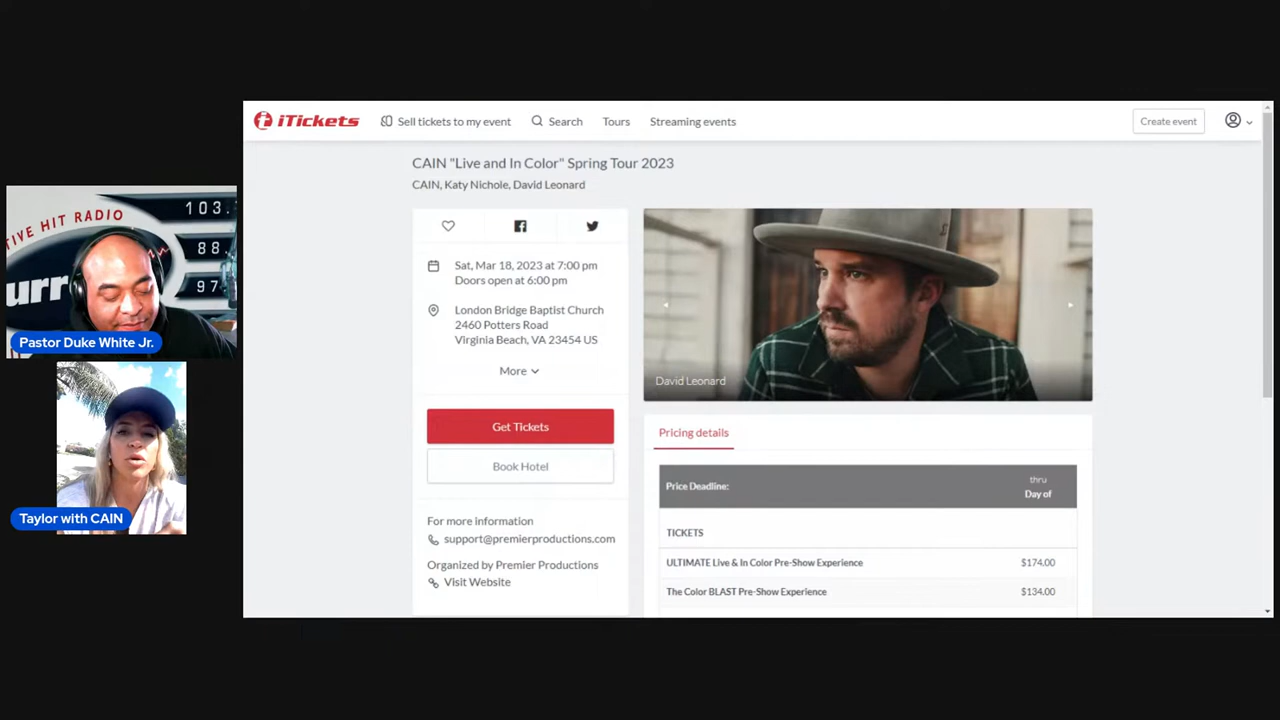 TIVE HIT RADIO
103.
88.
97
urr
Pastor Duke White Jr.
Taylor with CAIN
iTickets
Sell tickets to my event
Search
Tours
Streaming events
Create event
CAIN "Live and In Color" Spring Tour 2023
CAIN, Katy Nichole, David Leonard
Sat, Mar 18, 2023 at 7:00 pm
Doors open at 6:00 pm
London Bridge Baptist Church
2460 Potters Road
Virginia Beach, VA 23454 US
More
Get Tickets
Book Hotel
For more information
support@premierproductions.com
Organized by Premier Productions
Visit Website
David Leonard
Pricing details
Price Deadline:
thru
Day of
TICKETS
ULTIMATE Live & In Color Pre-Show Experience
$174.00
The Color BLAST Pre-Show Experience
$134.00